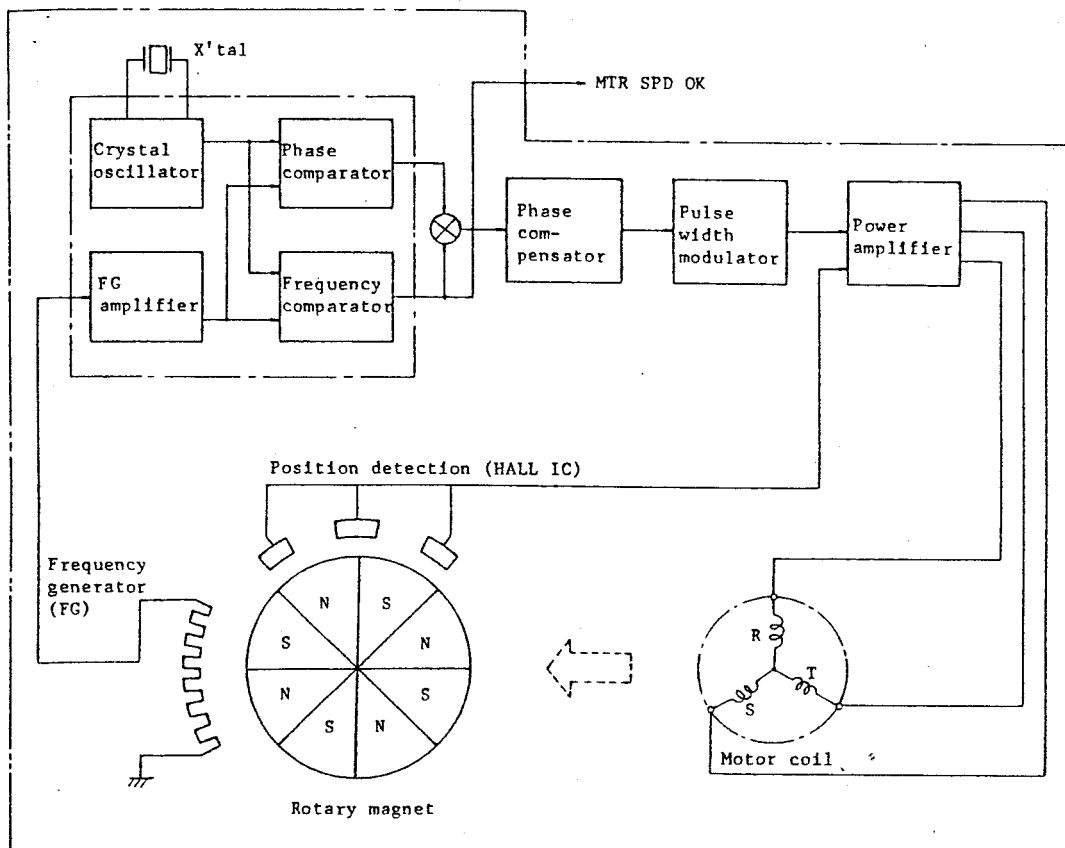 X'tal
MTR SPD OK
Crystal
oscillator
Phase
comparator
Phase
com-
pensator
Pulse
width
modulator
Power
amplifier
FG
amplifier
Frequency
comparator
Position detection (HALL IC)
Frequency
generator
(FG)
N
S
S
N
N
S
S
N
R
T
S
Motor coil
Rotary magnet